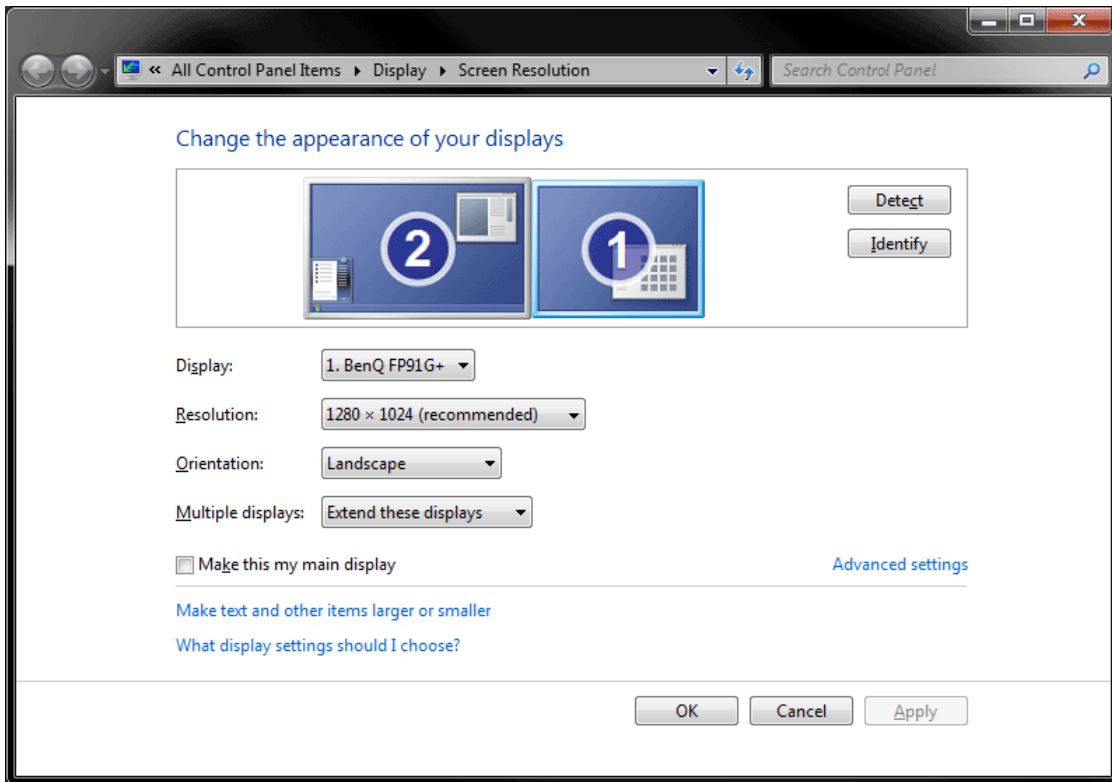 « All Control Panel Items ▸ Display ▸ Screen Resolution Search Control Panel
Change the appearance of your displays
2 1
Detect
Identify
Display: 1. BenQ FP91G+
Resolution: 1280 × 1024 (recommended)
Orientation: Landscape
Multiple displays: Extend these displays
Make this my main display Advanced settings
Make text and other items larger or smaller
What display settings should I choose?
OK Cancel Apply